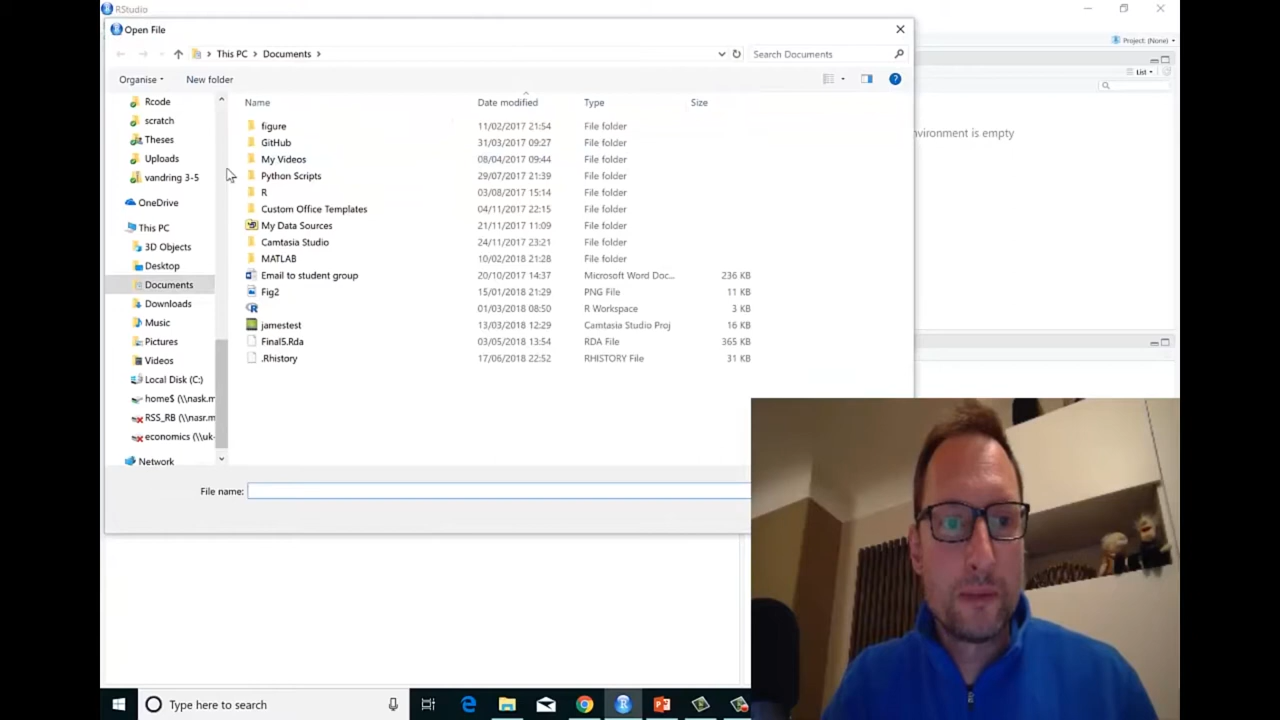 RStudio
Open File
Project: (None)
This PC > Documents >
Search Documents
Organise
New folder
List
Rcode
scratch
Theses
Uploads
vandring 3-5
OneDrive
This PC
3D Objects
Desktop
Documents
Downloads
Music
Pictures
Videos
Local Disk (C:)
home$ (\\nask.m
RSS_RB (\\nasr.m
economics (\\uk-
Network
Name Date modified Type Size
figure 11/02/2017 21:54 File folder
GitHub 31/03/2017 09:27 File folder
My Videos 08/04/2017 09:44 File folder
Python Scripts 29/07/2017 21:39 File folder
R 03/08/2017 15:14 File folder
Custom Office Templates 04/11/2017 22:15 File folder
My Data Sources 21/11/2017 11:09 File folder
Camtasia Studio 24/11/2017 23:21 File folder
MATLAB 10/02/2018 21:28 File folder
Email to student group 20/10/2017 14:37 Microsoft Word Doc... 236 KB
Fig2 15/01/2018 21:29 PNG File 11 KB
01/03/2018 08:50 R Workspace 3 KB
jamestest 13/03/2018 12:29 Camtasia Studio Proj 16 KB
Final5.Rda 03/05/2018 13:54 RDA File 365 KB
.Rhistory 17/06/2018 22:52 RHISTORY File 31 KB
nvironment is empty
File name:
Type here to search